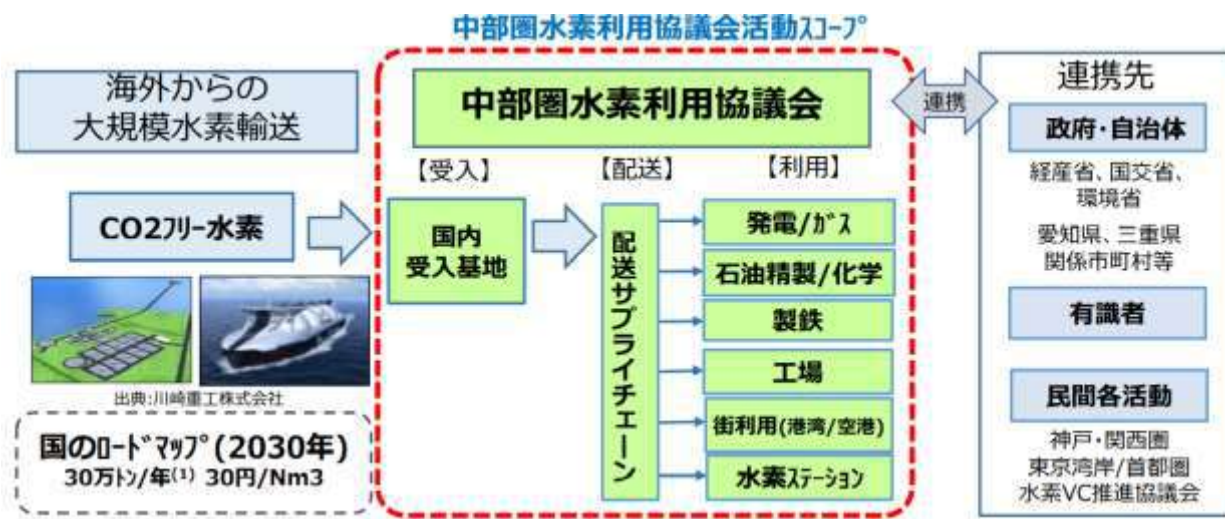 中部圏水素利用協議会活動ｽｺｰﾌﾟ
海外からの
大規模水素輸送
CO2ﾌﾘｰ水素
出典:川崎重工株式会社
国のﾛｰﾄﾞﾏｯﾌﾟ(2030年)
30万ﾄﾝ/年(1) 30円/Nm3
中部圏水素利用協議会
【受入】
【配送】
【利用】
国内
受入基地
配送サプライチェーン
発電/ｶﾞｽ
石油精製/化学
製鉄
工場
街利用(港湾/空港)
水素ｽﾃｰｼｮﾝ
連携
連携先
政府・自治体
経産省、国交省、
環境省
愛知県、三重県
関係市町村等
有識者
民間各活動
神戸・関西圏
東京湾岸/首都圏
水素VC推進協議会